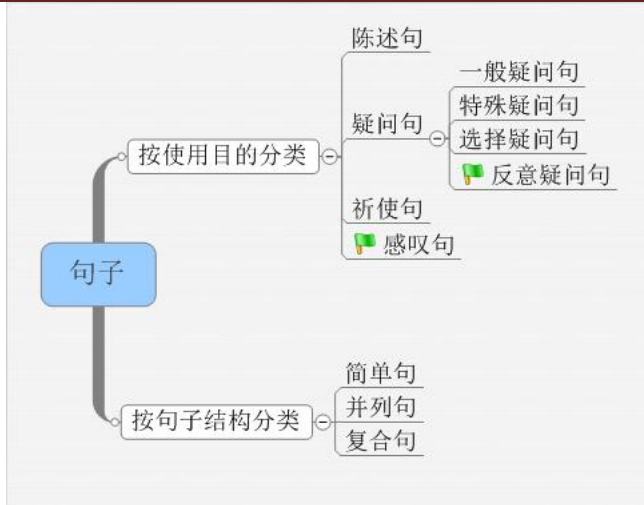 句子
按使用目的分类
陈述句
疑问句
一般疑问句
特殊疑问句
选择疑问句
反意疑问句
祈使句
感叹句
按句子结构分类
简单句
并列句
复合句